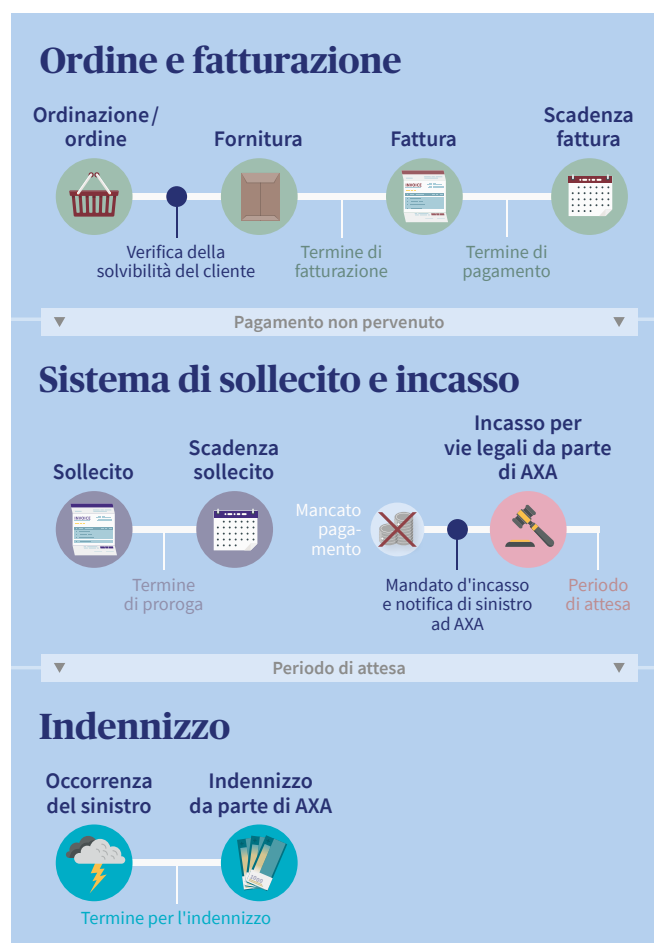 Ordine e fatturazione
Ordinazione/
ordine
Fornitura
Fattura
Scadenza
fattura
INVOICE
Verifica della
solvibilità del cliente
Termine di
fatturazione
Termine di
pagamento
Pagamento non pervenuto
Sistema di sollecito e incasso
Sollecito
Scadenza
sollecito
Incasso per
vie legali da parte
di AXA
INVOICE
Mancato
paga-
mento
Termine
di proroga
Mandato d'incasso
e notifica di sinistro
ad AXA
Periodo
di attesa
Periodo di attesa
Indennizzo
Occorrenza
del sinistro
Indennizzo
da parte di AXA
Termine per l'indennizzo